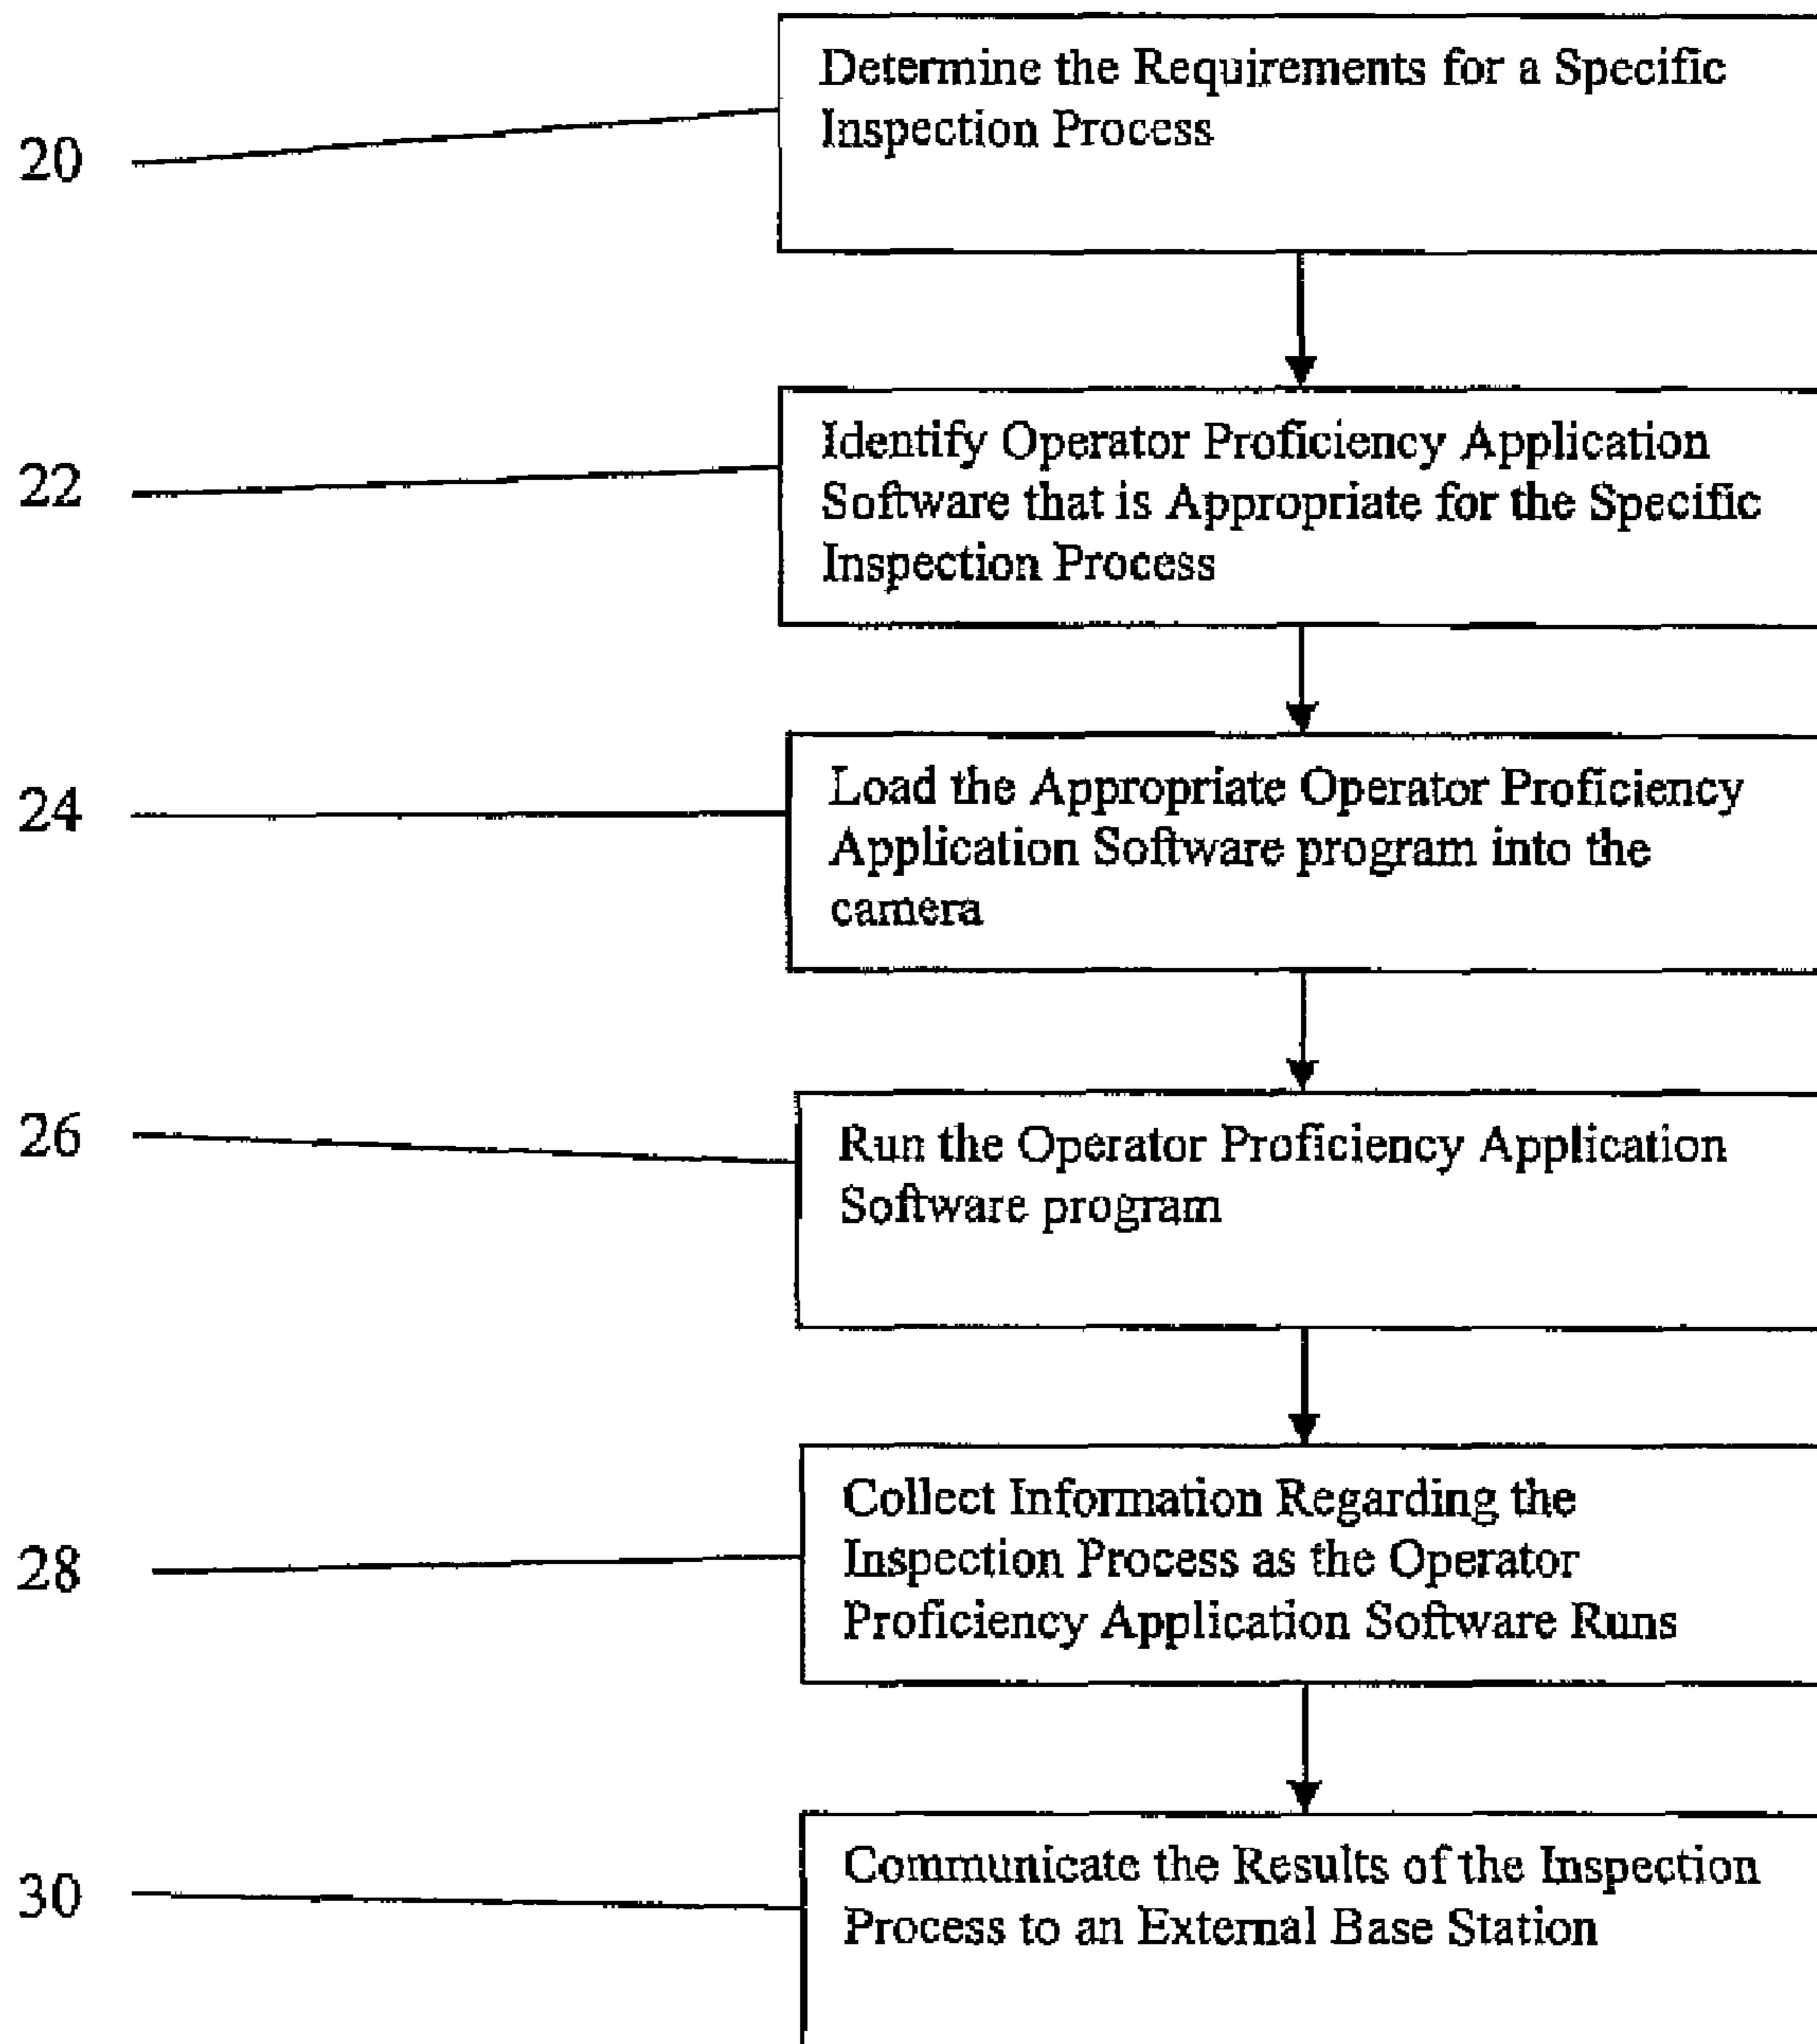 20
Determine the Requirements for a Specific
Inspection Process
22
Identify Operator Proficiency Application
Software that is Appropriate for the Specific
Inspection Process
24
Load the Appropriate Operator Proficiency
Application Software program into the
camera
26
Run the Operator Proficiency Application
Software program
28
Collect Information Regarding the
Inspection Process as the Operator
Proficiency Application Software Runs
30
Communicate the Results of the Inspection
Process to an External Base Station